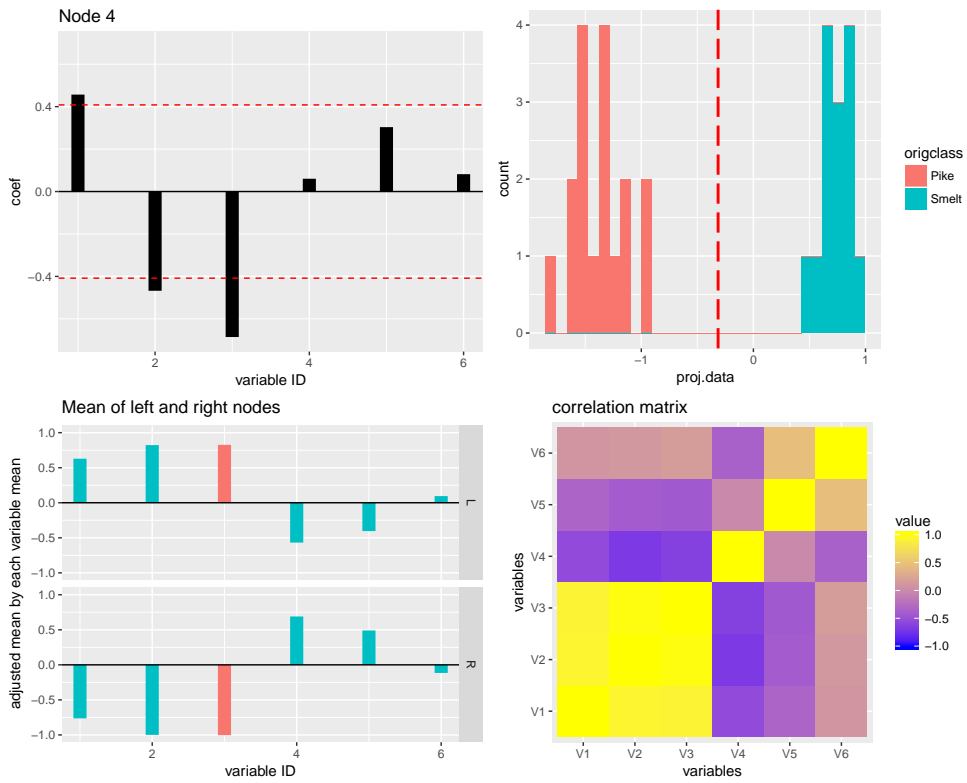 Node 4
coef
0.4
0.0
−0.4
2
4
6
variable ID
count
4
3
2
1
0
−1
0
1
proj.data
origclass
Pike
Smelt
Mean of left and right nodes
adjusted mean by each variable mean
1.0
0.5
0.0
−0.5
−1.0
L
1.0
0.5
0.0
−0.5
−1.0
R
2
4
6
variable ID
correlation matrix
variables
V6
V5
V4
V3
V2
V1
V1
V2
V3
V4
V5
V6
variables
value
1.0
0.5
0.0
−0.5
−1.0